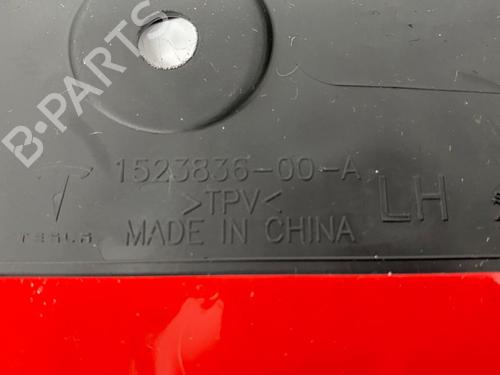 B-PARTS
1523836-00-A
>TPV<
LH
TESLA
MADE IN CHINA